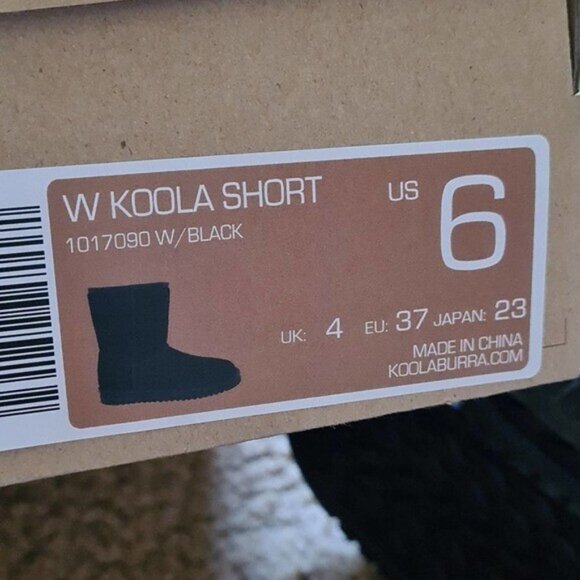 W KOOLA SHORT
1017090 W/BLACK
US 6
UK: 4 EU: 37 JAPAN: 23
MADE IN CHINA
KOOLABURRA.COM